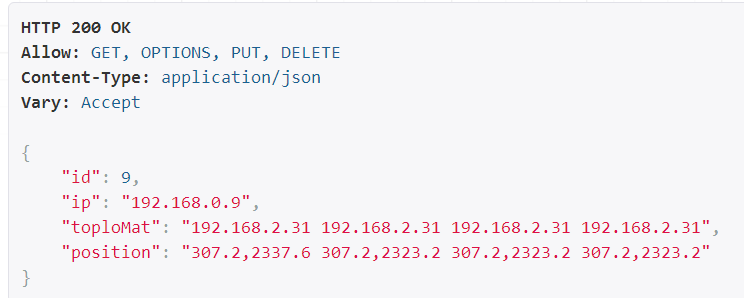 HTTP 200 OK
Allow: GET, OPTIONS, PUT, DELETE
Content-Type: application/json
Vary: Accept
{
"id": 9,
"ip": "192.168.0.9",
"toploMat": "192.168.2.31 192.168.2.31 192.168.2.31 192.168.2.31",
"position": "307.2,2337.6 307.2,2323.2 307.2,2323.2 307.2,2323.2"
}